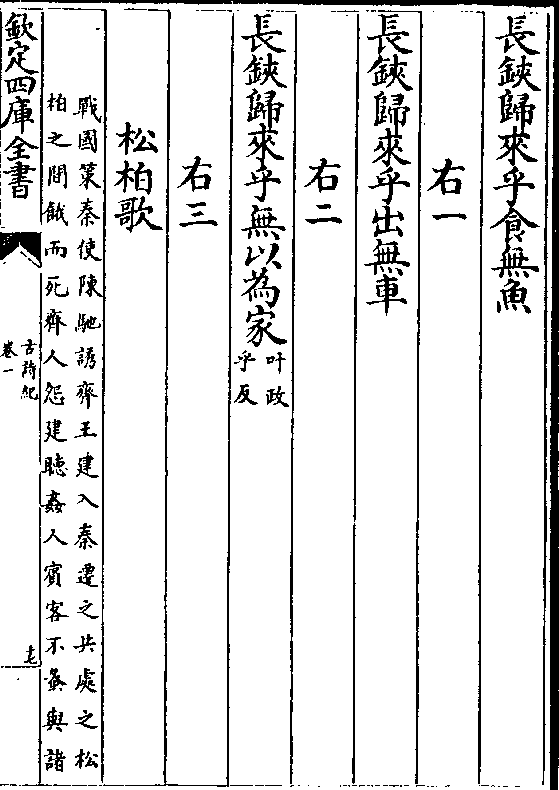 長鋏歸來乎食無魚
右一
長鋏歸來乎出無車
右二
長鋏歸來乎無以為家叶政
乎反
右三
松柏歌
戰國策秦使陳馳誘齊王建入秦遷之共處之松
柏之間餓而死齊人怨建聽姦人賓客不蚤與諸
欽定四庫全書
古詩紀
卷一
十七